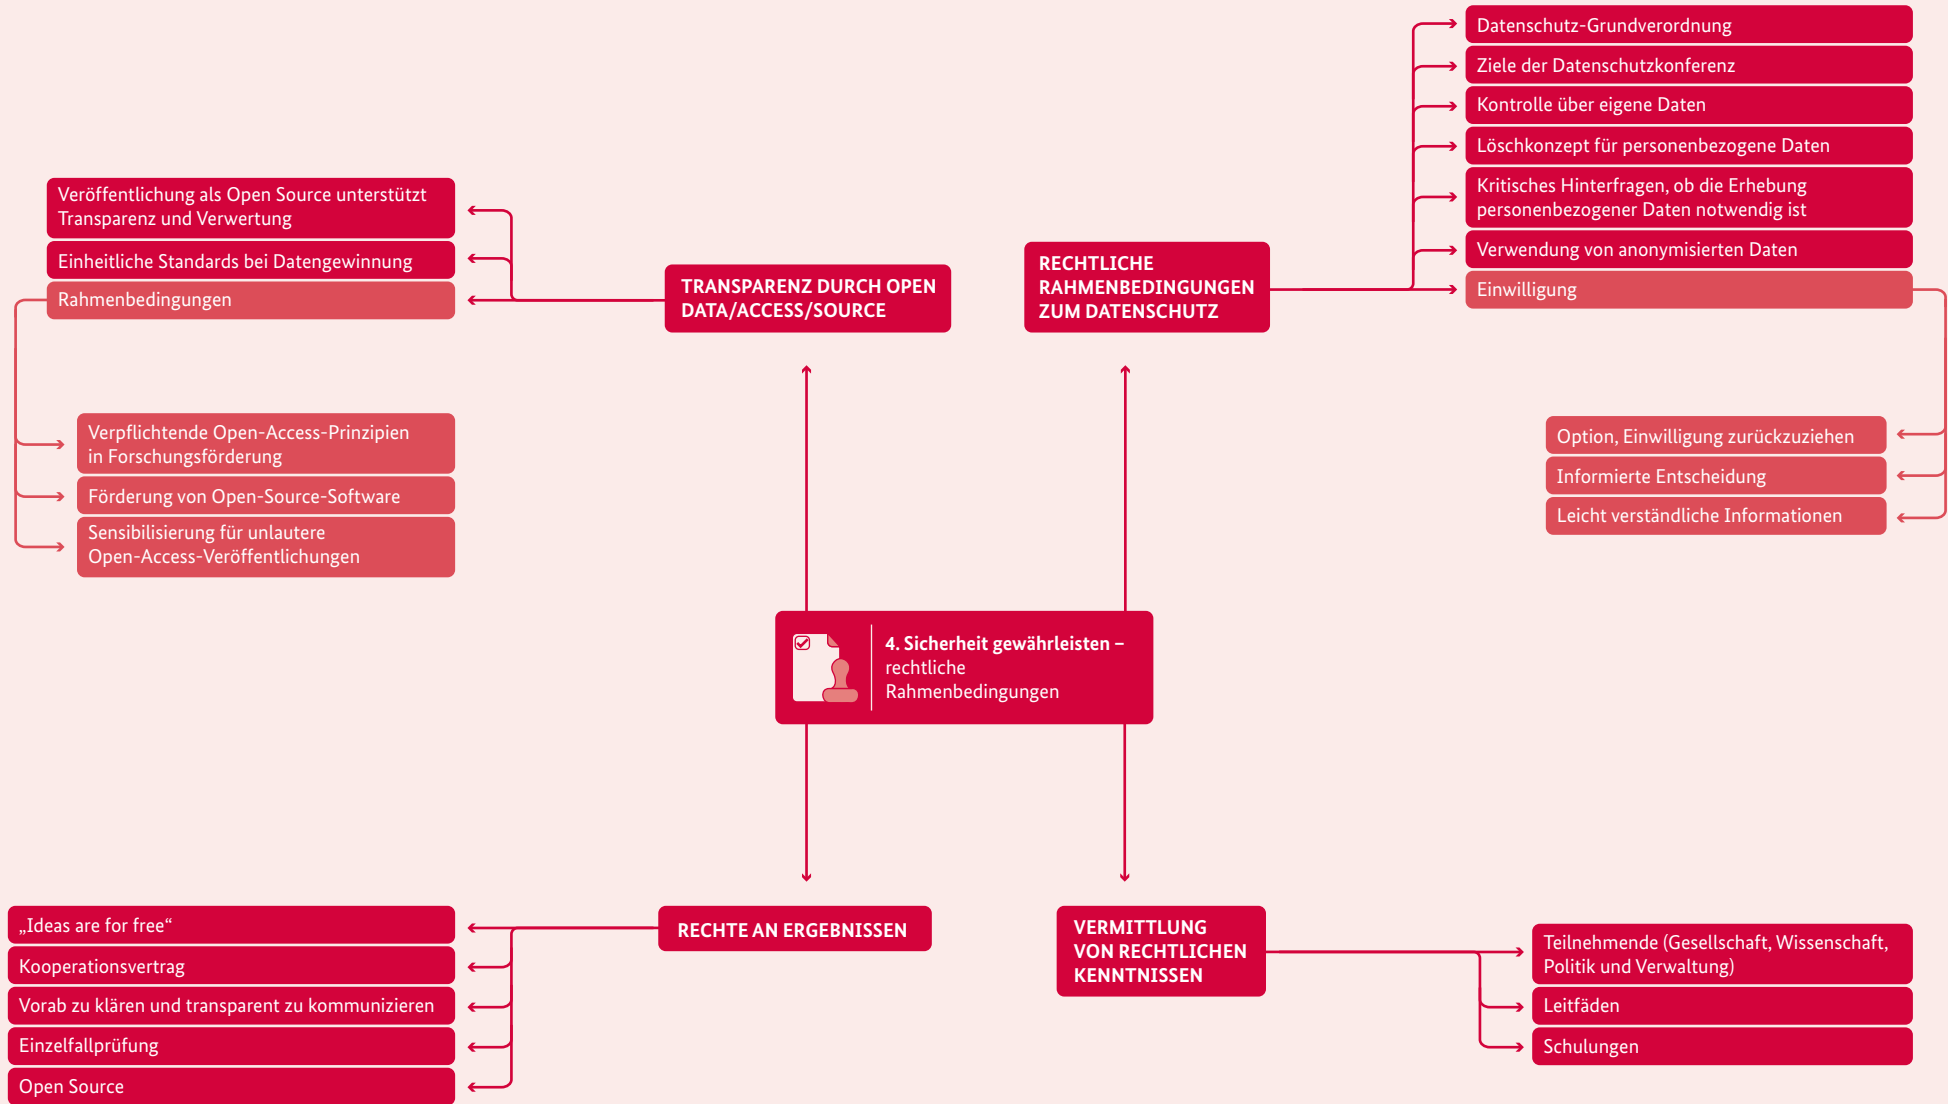 Datenschutz-Grundverordnung
Ziele der Datenschutzkonferenz
Kontrolle über eigene Daten
Löschkonzept für personenbezogene Daten
Kritisches Hinterfragen, ob die Erhebung
personenbezogener Daten notwendig ist
Verwendung von anonymisierten Daten
Einwilligung
RECHTLICHE
RAHMENBEDINGUNGEN
ZUM DATENSCHUTZ
Option, Einwilligung zurückzuziehen
Informierte Entscheidung
Leicht verständliche Informationen
Veröffentlichung als Open Source unterstützt
Transparenz und Verwertung
Einheitliche Standards bei Datengewinnung
Rahmenbedingungen
TRANSPARENZ DURCH OPEN
DATA/ACCESS/SOURCE
Verpflichtende Open-Access-Prinzipien
in Forschungsförderung
Förderung von Open-Source-Software
Sensibilisierung für unlautere
Open-Access-Veröffentlichungen
4. Sicherheit gewährleisten –
rechtliche
Rahmenbedingungen
„Ideas are for free“
Kooperationsvertrag
Vorab zu klären und transparent zu kommunizieren
Einzelfallprüfung
Open Source
RECHTE AN ERGEBNISSEN
VERMITTLUNG
VON RECHTLICHEN
KENNTNISSEN
Teilnehmende (Gesellschaft, Wissenschaft,
Politik und Verwaltung)
Leitfäden
Schulungen